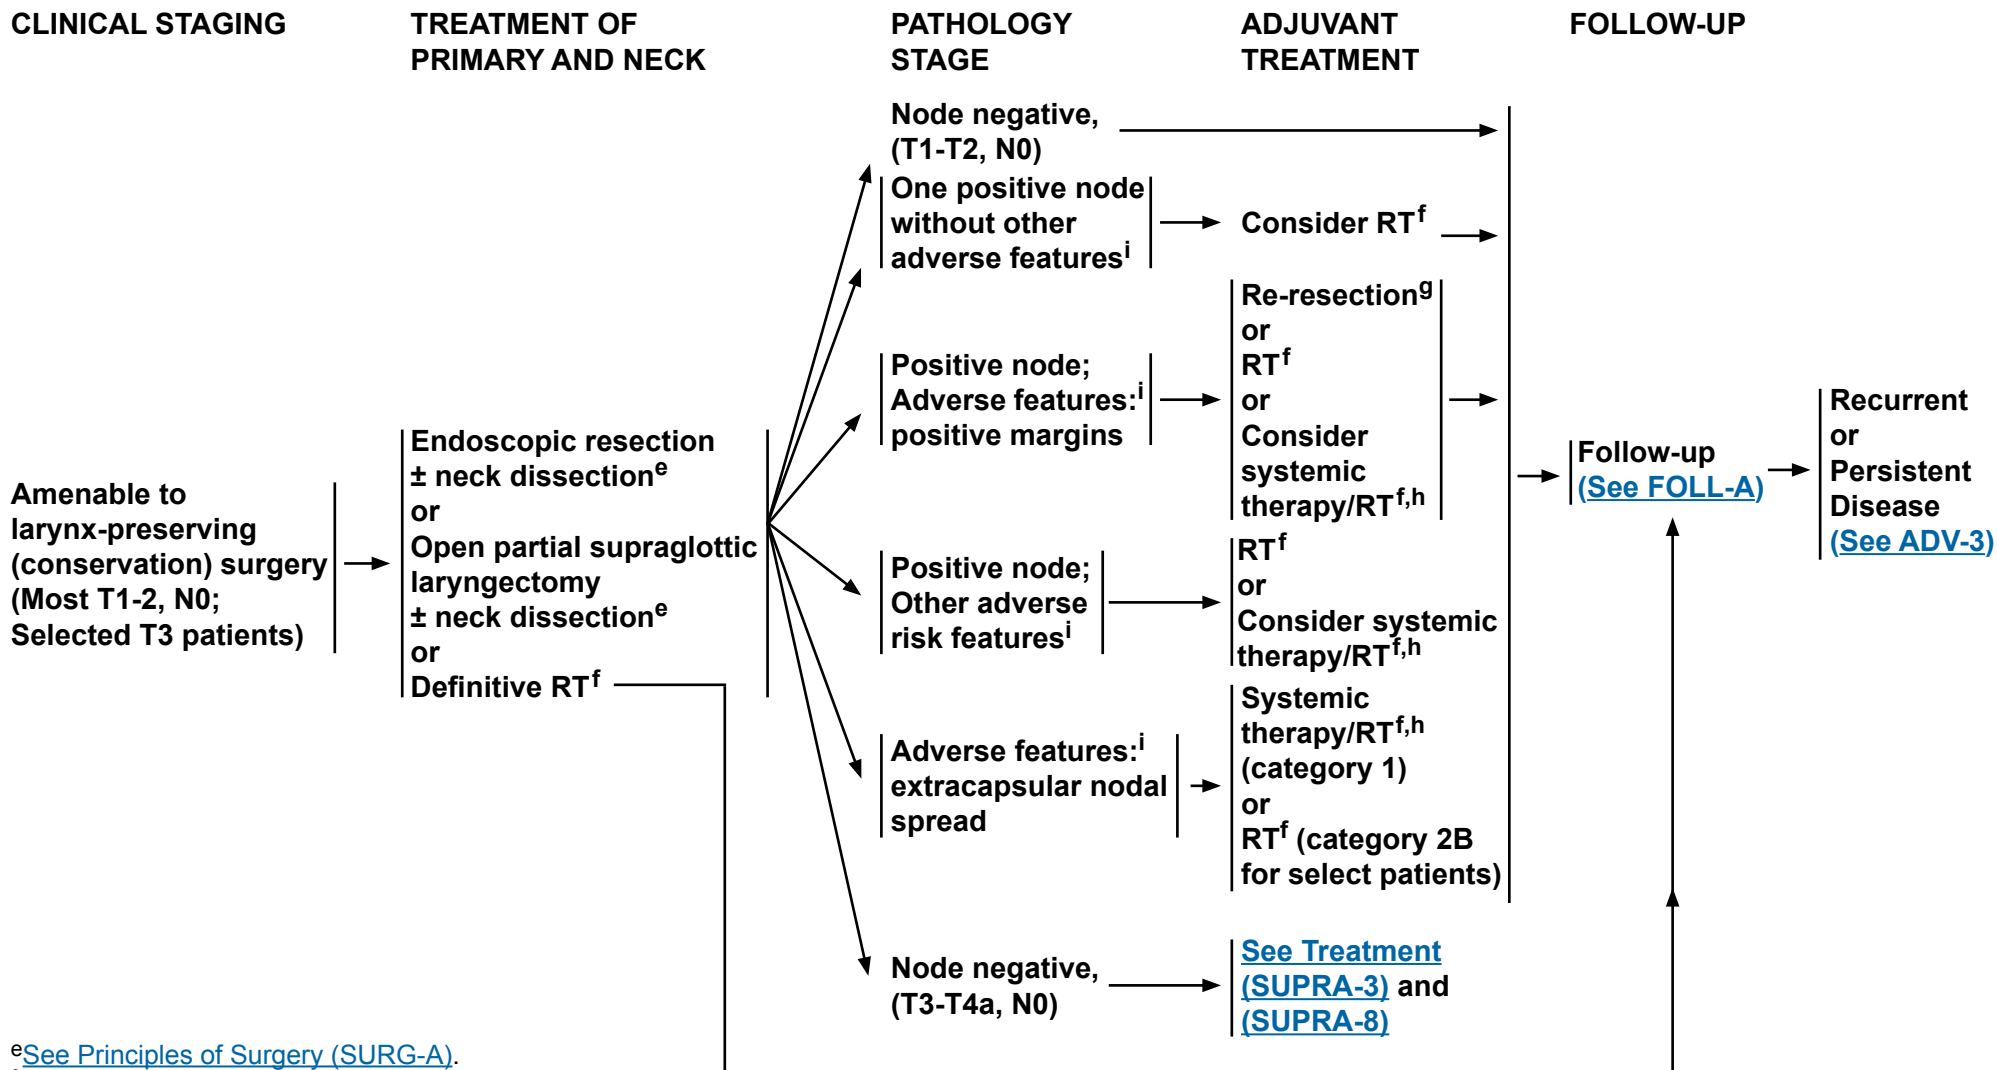 CLINICAL STAGING
TREATMENT OF
PRIMARY AND NECK
PATHOLOGY
STAGE
ADJUVANT
TREATMENT
FOLLOW-UP
Amenable to
larynx-preserving
(conservation) surgery
(Most T1-2, N0;
Selected T3 patients)
Endoscopic resection
± neck dissectionᵉ
or
Open partial supraglottic
laryngectomy
± neck dissectionᵉ
or
Definitive RTᶠ
Node negative,
(T1-T2, N0)
One positive node
without other
adverse featuresⁱ
Consider RTᶠ
Positive node;
Adverse features:ⁱ
positive margins
Re-resectionᵍ
or
RTᶠ
or
Consider
systemic
therapy/RTᶠ,ʰ
Positive node;
Other adverse
risk featuresⁱ
RTᶠ
or
Consider systemic
therapy/RTᶠ,ʰ
Adverse features:ⁱ
extracapsular nodal
spread
Systemic
therapy/RTᶠ,ʰ
(category 1)
or
RTᶠ (category 2B
for select patients)
Node negative,
(T3-T4a, N0)
See Treatment
(SUPRA-3) and
(SUPRA-8)
Follow-up
(See FOLL-A)
Recurrent
or
Persistent
Disease
(See ADV-3)
ᵉSee Principles of Surgery (SURG-A).